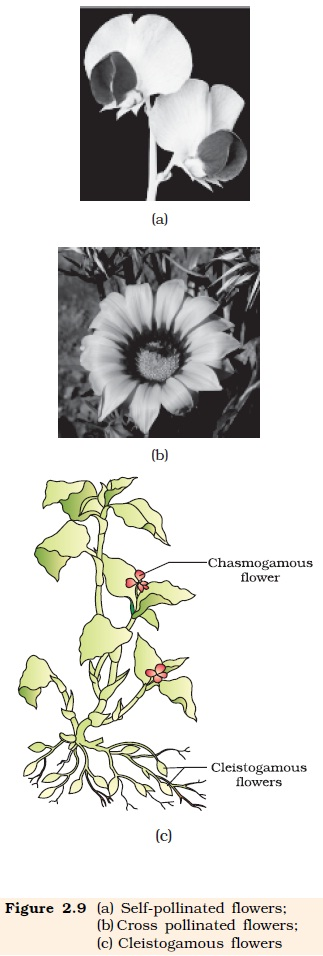 (a)
(b)
Chasmogamous
flower
Cleistogamous
flowers
(c)
Figure 2.9 (a) Self-pollinated flowers;
(b) Cross pollinated flowers;
(c) Cleistogamous flowers